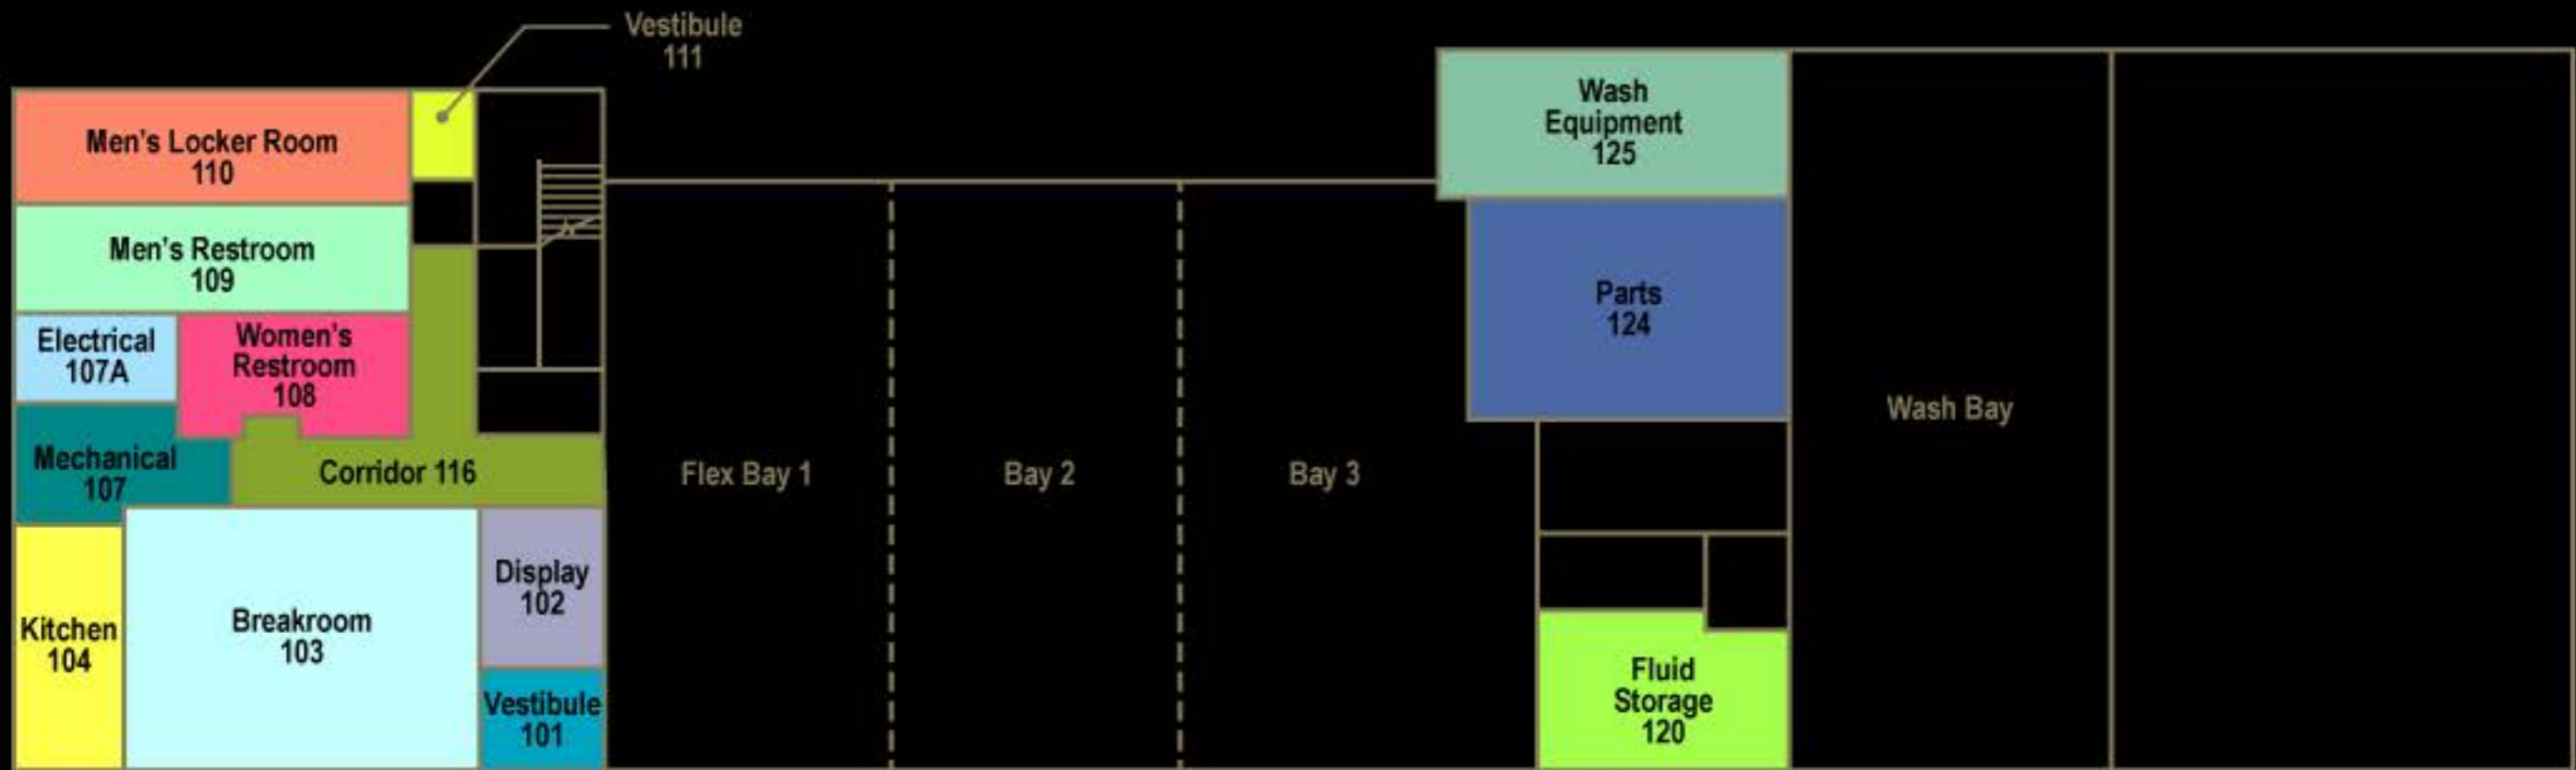 Vestibule
111
Men's Locker Room
110
Men's Restroom
109
Electrical
107A
Women's
Restroom
108
Mechanical
107
Corridor 116
Kitchen
104
Breakroom
103
Display
102
Vestibule
101
Flex Bay 1
Bay 2
Bay 3
Wash
Equipment
125
Parts
124
Fluid
Storage
120
Wash Bay